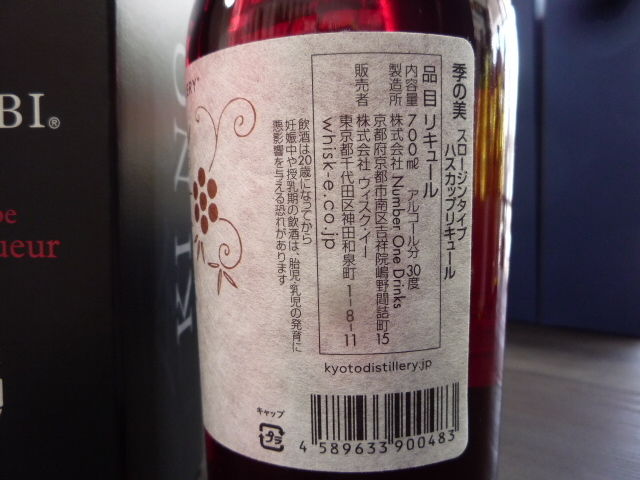 季の美 スロージンタイプ
ハスカップリキュール
品目 リキュール
内容量 700ml アルコール分 30度
製造所 株式会社 Number One Drinks
京都府京都市南区吉祥院嶋野間詰町15
販売者 株式会社 ウィスク・イー
東京都千代田区神田和泉町 1-8-11
whisk-e.co.jp
飲酒は20歳になってから
妊娠中や授乳期の飲酒は、胎児・乳児の発育に
悪影響を与える恐れがあります
kyotodistillery.jp
キャップ
プラ
4 589633 900483
BI®
KI NO